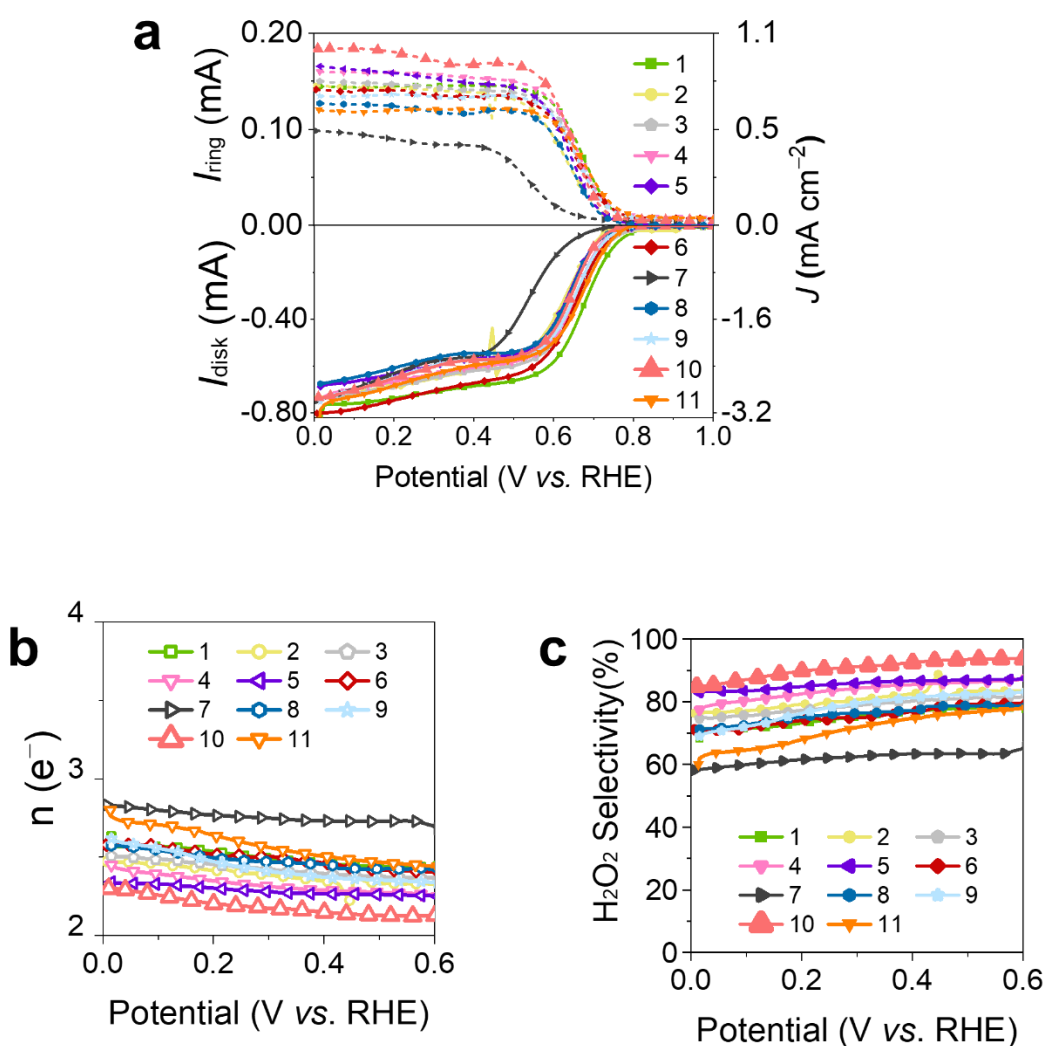 a
0.20
0.10
0.00
-0.40
-0.80
I_ring (mA)
I_disk (mA)
1.1
0.5
0.0
-1.6
-3.2
J (mA cm⁻²)
1
2
3
4
5
6
7
8
9
10
11
0.0 0.2 0.4 0.6 0.8 1.0
Potential (V vs. RHE)
b
4
3
2
n (e⁻)
1 2 3
4 5 6
7 8 9
10 11
0.0 0.2 0.4 0.6
Potential (V vs. RHE)
c
100
80
60
40
20
0
H₂O₂ Selectivity(%)
1 2 3
4 5 6
7 8 9
10 11
0.0 0.2 0.4 0.6
Potential (V vs. RHE)